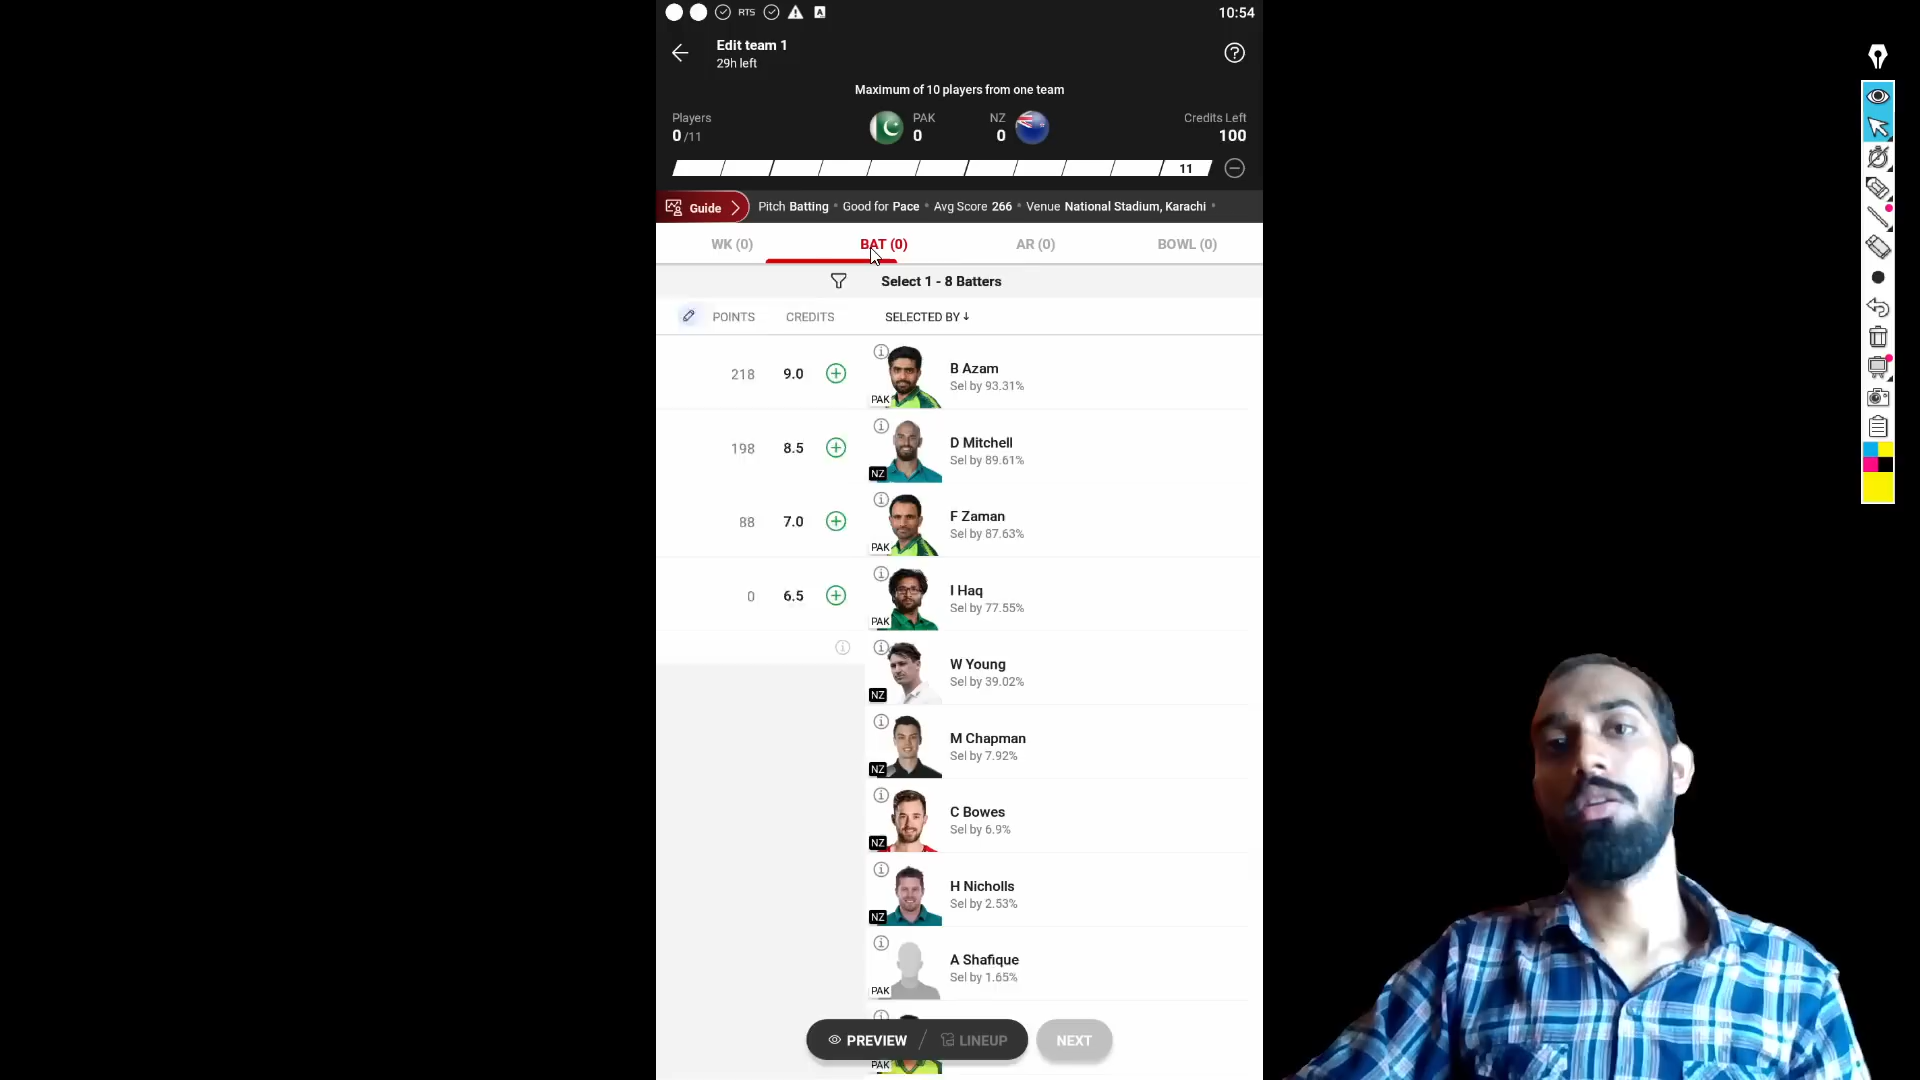 RTS A 10:54
Edit team 1
29h left
Maximum of 10 players from one team
Players PAK NZ Credits Left
0 /11 0 0 100
11
Guide Pitch Batting • Good for Pace • Avg Score 266 • Venue National Stadium, Karachi •
WK (0) BAT (0) AR (0) BOWL (0)
Select 1 - 8 Batters
POINTS CREDITS SELECTED BY ↓
218 9.0 B Azam
Sel by 93.31%
PAK
198 8.5 D Mitchell
Sel by 89.61%
NZ
88 7.0 F Zaman
Sel by 87.63%
PAK
0 6.5 I Haq
Sel by 77.55%
PAK
W Young
Sel by 39.02%
NZ
M Chapman
Sel by 7.92%
NZ
C Bowes
Sel by 6.9%
NZ
H Nicholls
Sel by 2.53%
NZ
A Shafique
Sel by 1.65%
PAK
PREVIEW / LINEUP NEXT
PAK